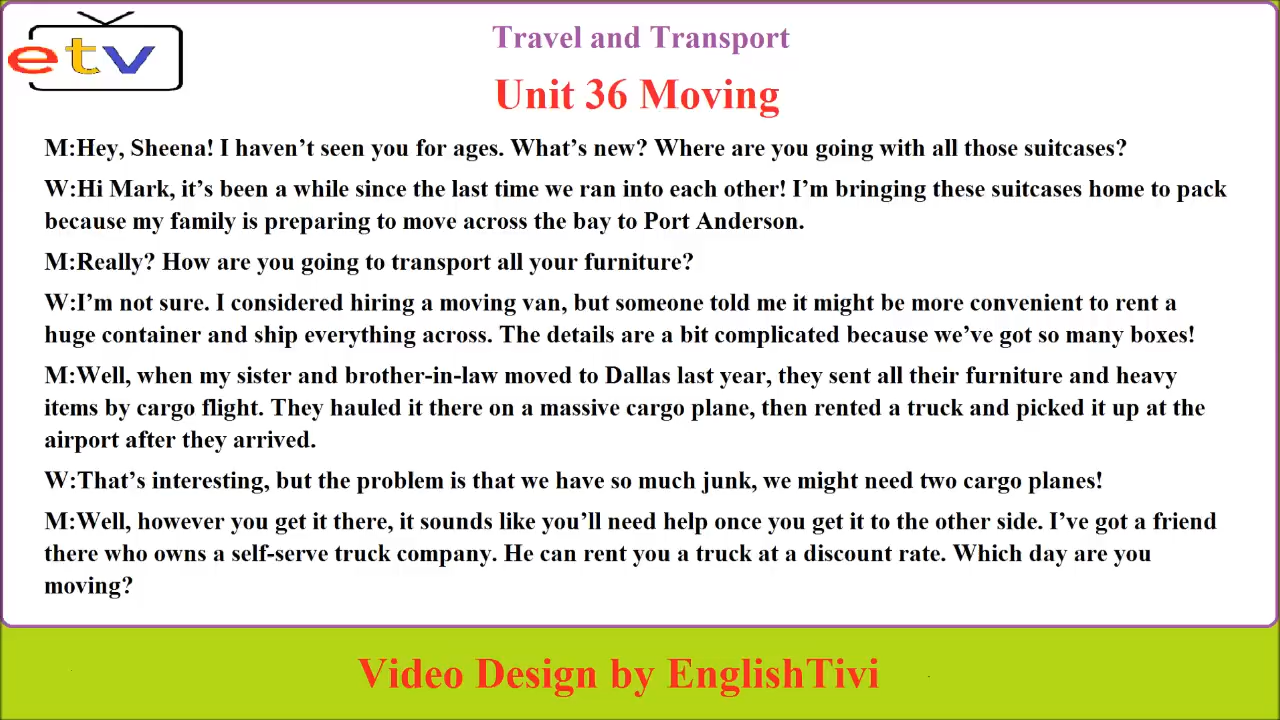 etv
Travel and Transport
Unit 36 Moving
M:Hey, Sheena! I haven't seen you for ages. What's new? Where are you going with all those suitcases?
W:Hi Mark, it's been a while since the last time we ran into each other! I'm bringing these suitcases home to pack
because my family is preparing to move across the bay to Port Anderson.
M:Really? How are you going to transport all your furniture?
W:I'm not sure. I considered hiring a moving van, but someone told me it might be more convenient to rent a
huge container and ship everything across. The details are a bit complicated because we've got so many boxes!
M:Well, when my sister and brother-in-law moved to Dallas last year, they sent all their furniture and heavy
items by cargo flight. They hauled it there on a massive cargo plane, then rented a truck and picked it up at the
airport after they arrived.
W:That's interesting, but the problem is that we have so much junk, we might need two cargo planes!
M:Well, however you get it there, it sounds like you'll need help once you get it to the other side. I've got a friend
there who owns a self-serve truck company. He can rent you a truck at a discount rate. Which day are you
moving?
Video Design by EnglishTivi